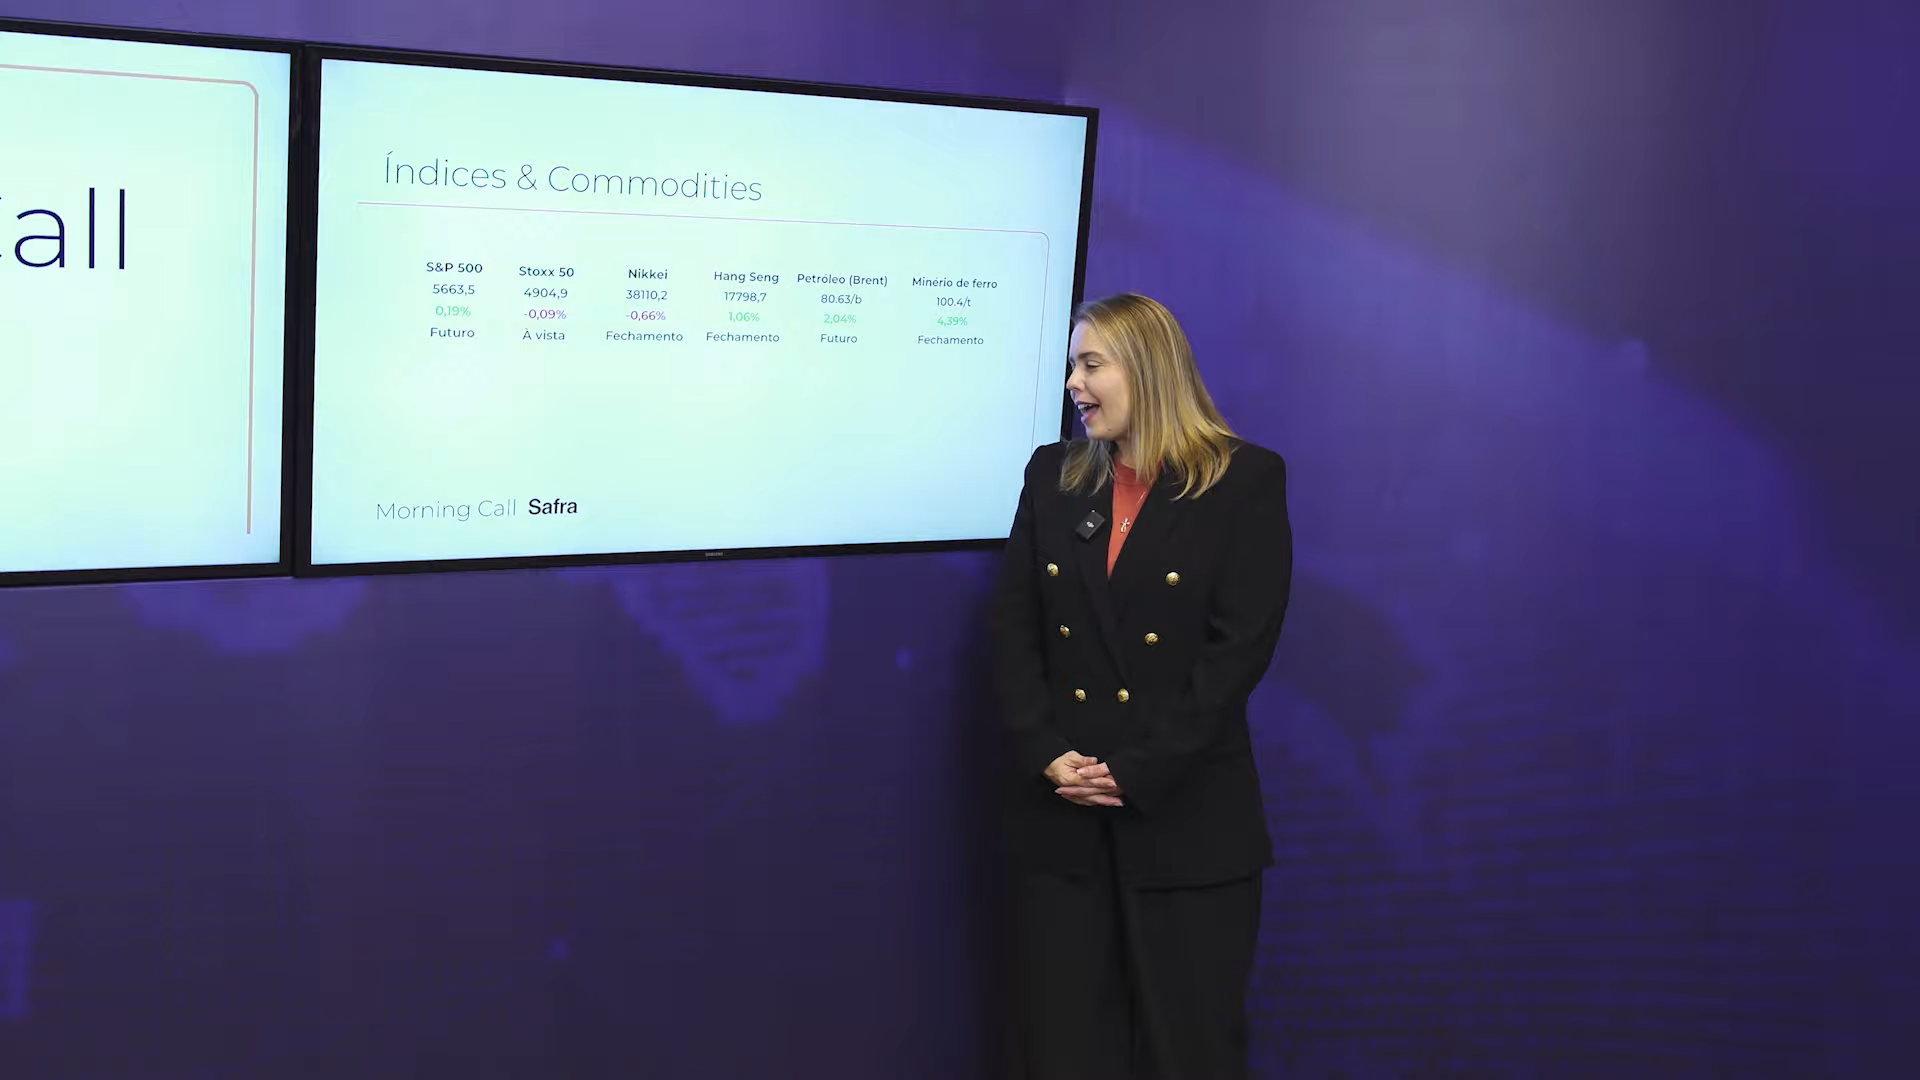 all
Índices & Commodities
S&P 500 Stoxx 50 Nikkei Hang Seng Petróleo (Brent) Minério de ferro
5663,5 4904,9 38110,2 17798,7 80.63/b 100.4/t
0,19% -0,09% -0,66% 1,06% 2,04% 4,39%
Futuro À vista Fechamento Fechamento Futuro Fechamento
Morning Call Safra
SAMSUNG